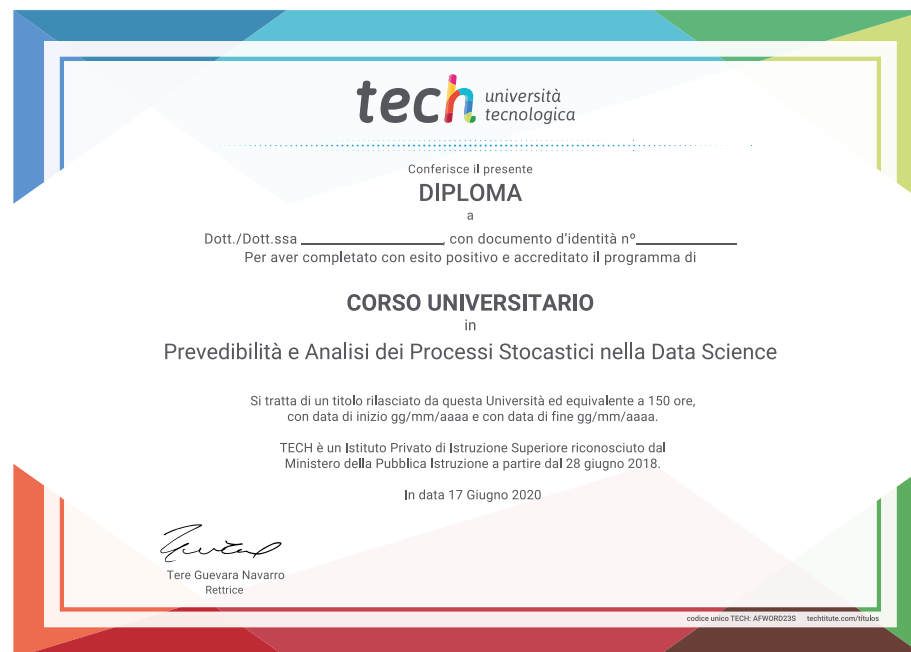 tech università
tecnologica
Conferisce il presente
DIPLOMA
a
Dott./Dott.ssa ____________________, con documento d'identità nº______________
Per aver completato con esito positivo e accreditato il programma di
CORSO UNIVERSITARIO
in
Prevedibilità e Analisi dei Processi Stocastici nella Data Science
Si tratta di un titolo rilasciato da questa Università ed equivalente a 150 ore,
con data di inizio gg/mm/aaaa e con data di fine gg/mm/aaaa.
TECH è un Istituto Privato di Istruzione Superiore riconosciuto dal
Ministero della Pubblica Istruzione a partire dal 28 giugno 2018.
In data 17 Giugno 2020
Tere Guevara Navarro
Rettrice
codice unico TECH: AFWORD23S techtitute.com/títulos